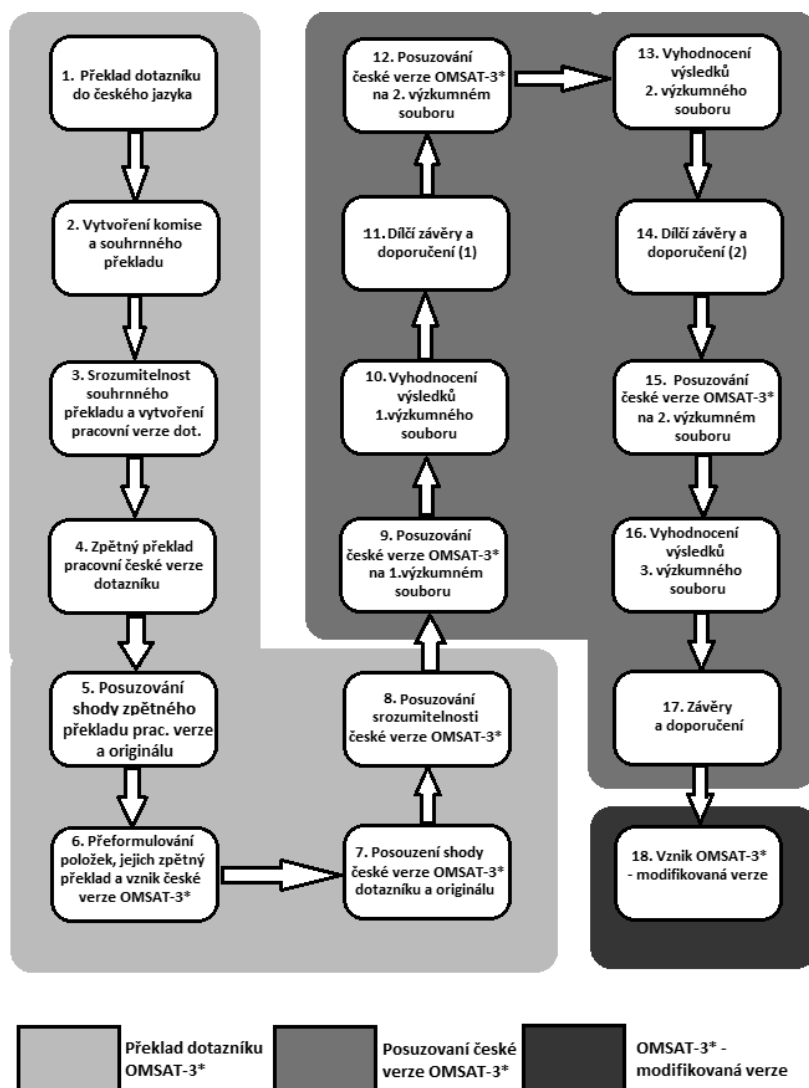 1. Překlad dotazníku
do českého jazyka
2. Vytvoření komise
a souhrnného
překladu
3. Srozumitelnost
souhrnného
překladu a vytvoření
pracovní verze dot.
4. Zpětný překlad
pracovní české verze
dotazníku
5. Posuzování
shody zpětného
překladu prac. verze
a originálu
6. Přeformulování
položek, jejich zpětný
překlad a vznik české
verze OMSAT-3*
7. Posouzení shody
české verze OMSAT-3*
dotazníku a originálu
8. Posuzování
srozumitelnosti
české verze OMSAT-3*
9. Posuzování
české verze OMSAT-3*
na 1.výzkumném
souboru
10. Vyhodnocení
výsledků
1.výzkumného
souboru
11. Dílčí závěry a
doporučení (1)
12. Posuzování
české verze OMSAT-3*
na 2. výzkumném
souboru
13. Vyhodnocení
výsledků
2. výzkumného
souboru
14. Dílčí závěry
a doporučení (2)
15. Posuzování
české verze OMSAT-3*
na 2. výzkumném
souboru
16. Vyhodnocení
výsledků
3. výzkumného
souboru
17. Závěry
a doporučení
18. Vznik OMSAT-3*
- modifikovaná verze
Překlad dotazníku
OMSAT-3*
Posuzovaní české
verze OMSAT-3*
OMSAT-3* -
modifikovaná verze